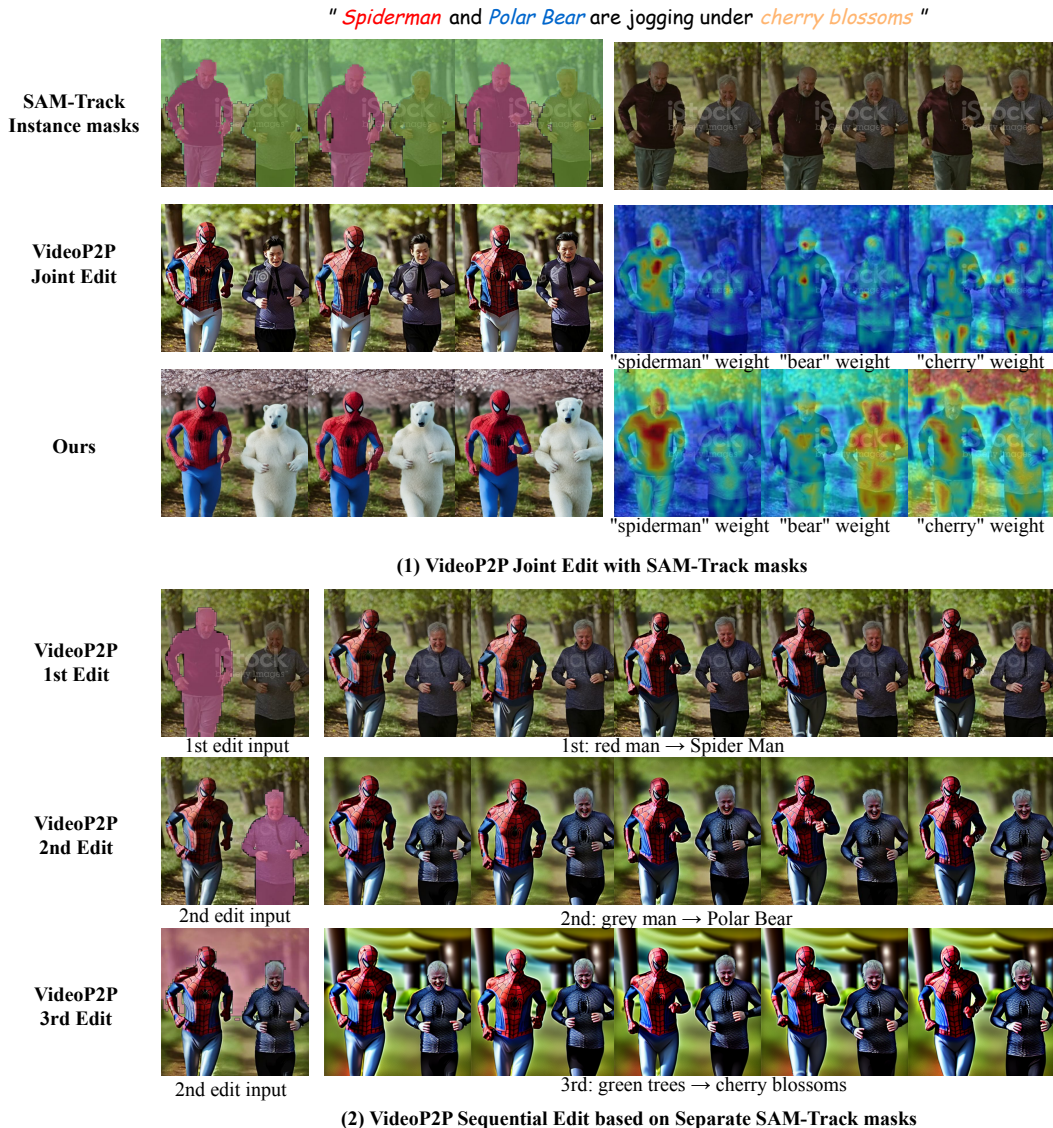 " Spiderman and Polar Bear are jogging under cherry blossoms "
SAM-Track
Instance masks
iStock
by Getty Images™
VideoP2P
Joint Edit
"spiderman" weight "bear" weight "cherry" weight
Ours
"spiderman" weight "bear" weight "cherry" weight
(1) VideoP2P Joint Edit with SAM-Track masks
VideoP2P
1st Edit
1st edit input
1st: red man → Spider Man
VideoP2P
2nd Edit
2nd edit input
2nd: grey man → Polar Bear
VideoP2P
3rd Edit
2nd edit input
3rd: green trees → cherry blossoms
(2) VideoP2P Sequential Edit based on Separate SAM-Track masks